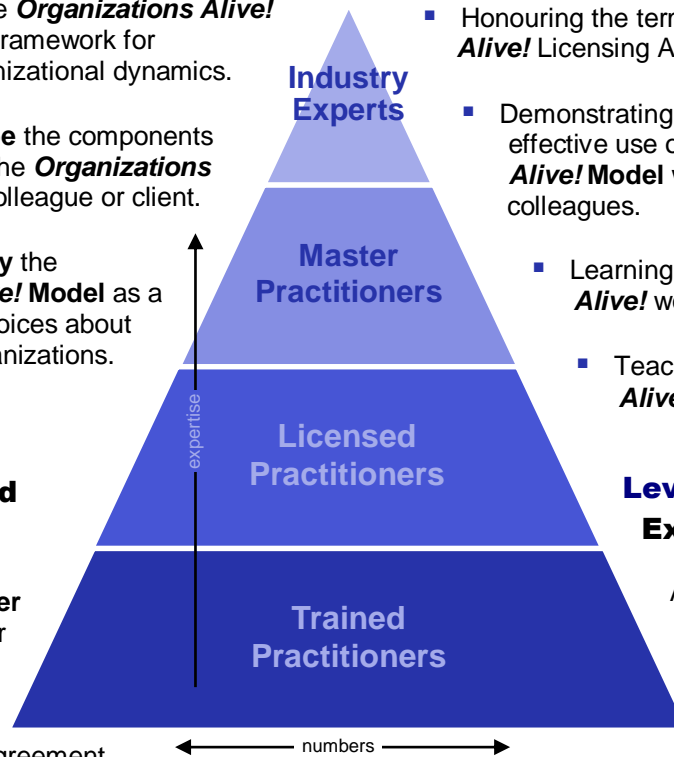 e Organizations Alive!
ramework for
nizational dynamics.
e the components
he Organizations
olleague or client.
y the
e! Model as a
oices about
anizations.
d
er
r
greement
Industry
Experts
Master
Practitioners
Licensed
Practitioners
Trained
Practitioners
expertise
numbers
▪ Honouring the term
Alive! Licensing A
▪ Demonstrating
effective use o
Alive! Model
colleagues.
▪ Learning
Alive! w
▪ Teac
Alive
Lev
Ex
A